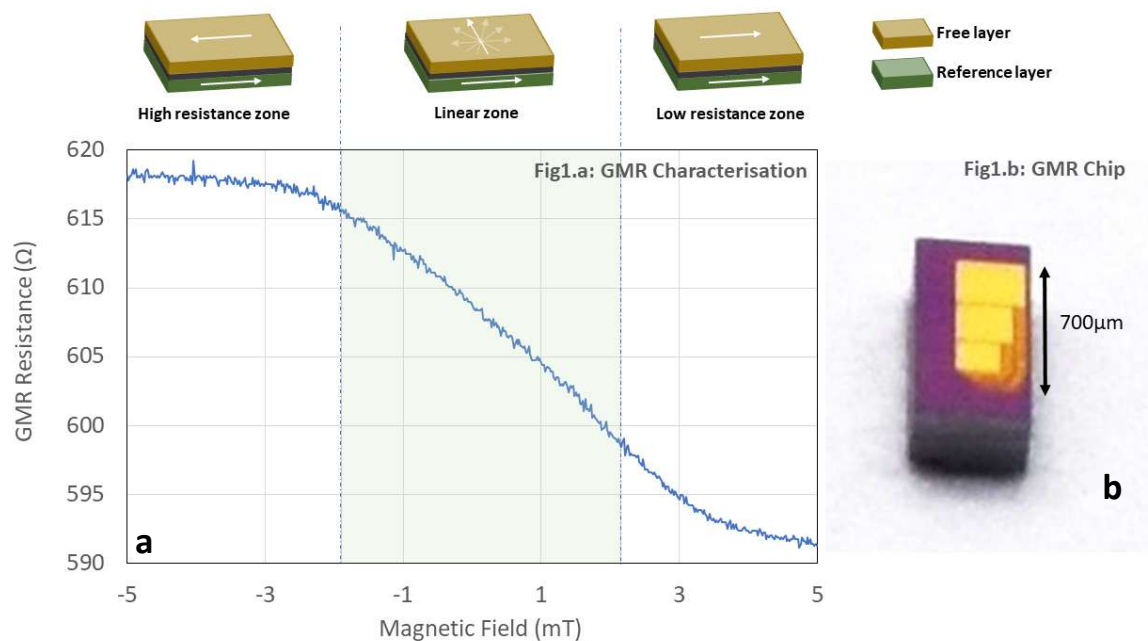 Free layer
Reference layer
High resistance zone
Linear zone
Low resistance zone
Fig1.a: GMR Characterisation
Fig1.b: GMR Chip
620
615
610
605
600
595
590
GMR Resistance (Ω)
-5
-3
-1
1
3
5
Magnetic Field (mT)
a
700µm
b